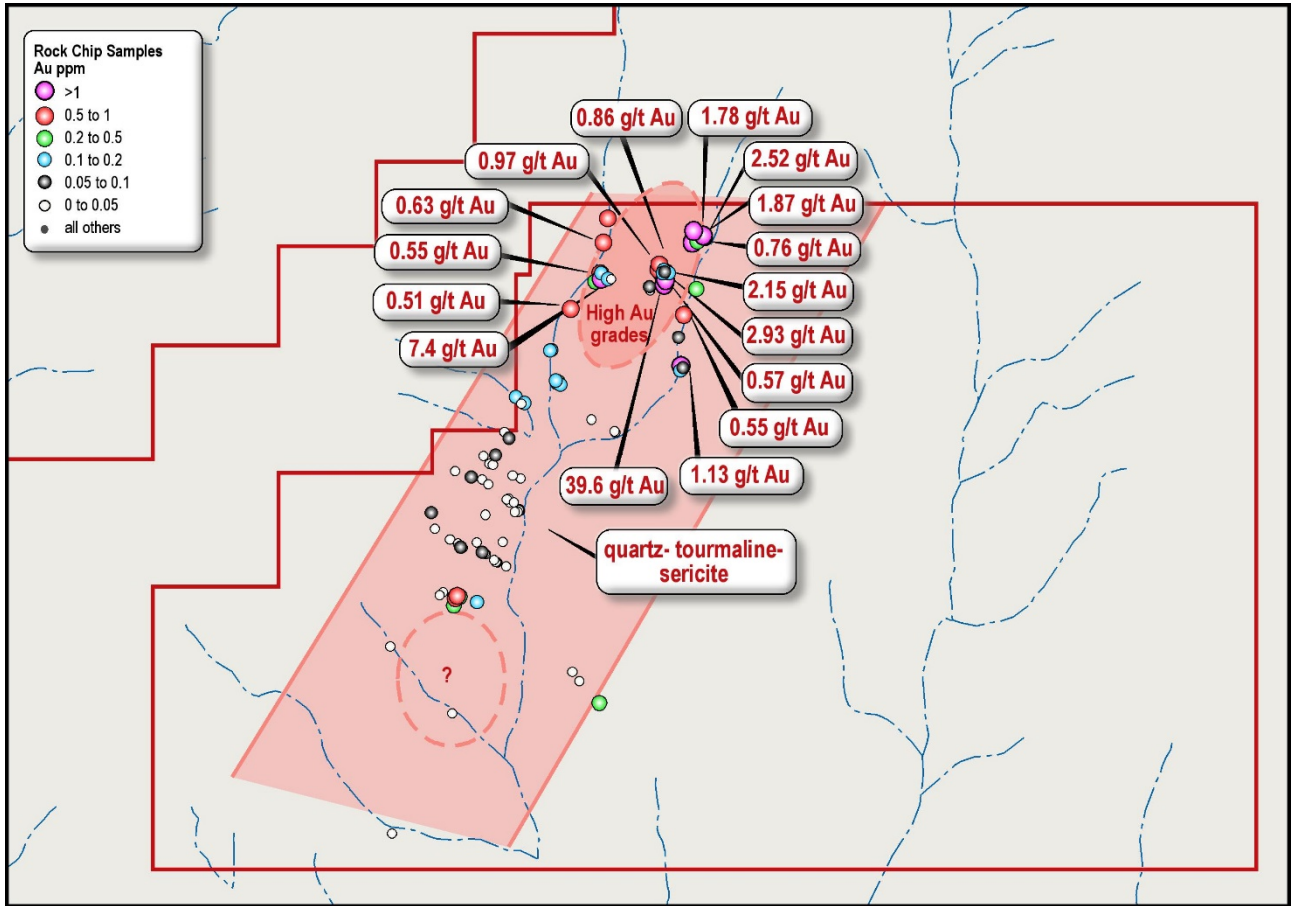 Rock Chip Samples
Au ppm
>1
0.5 to 1
0.2 to 0.5
0.1 to 0.2
0.05 to 0.1
0 to 0.05
all others
0.86 g/t Au
1.78 g/t Au
0.97 g/t Au
2.52 g/t Au
0.63 g/t Au
1.87 g/t Au
0.55 g/t Au
0.76 g/t Au
0.51 g/t Au
2.15 g/t Au
7.4 g/t Au
High Au
grades
2.93 g/t Au
0.57 g/t Au
0.55 g/t Au
39.6 g/t Au
1.13 g/t Au
quartz- tourmaline-
sericite
?